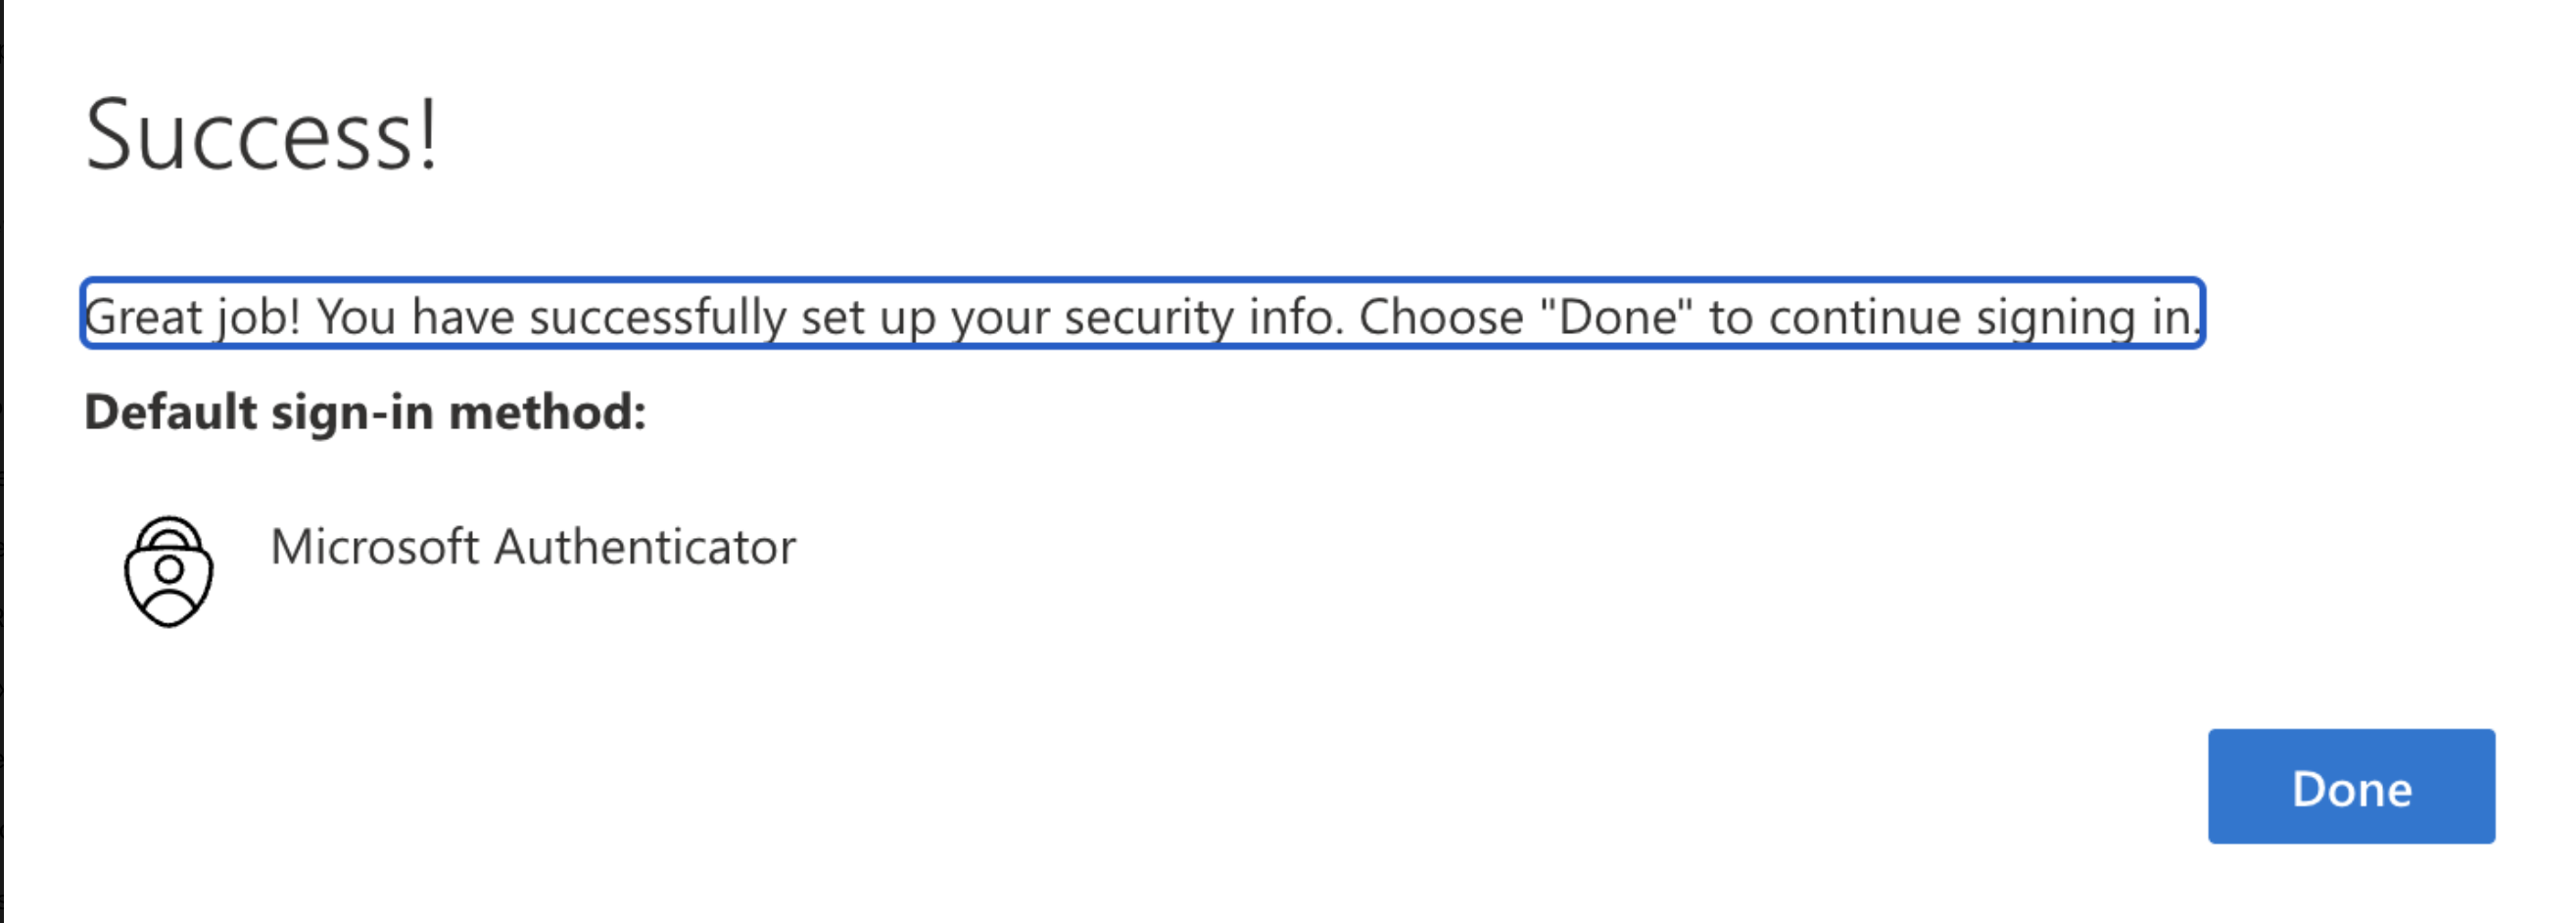 Success!
Great job! You have successfully set up your security info. Choose "Done" to continue signing in.
Default sign-in method:
Microsoft Authenticator
Done